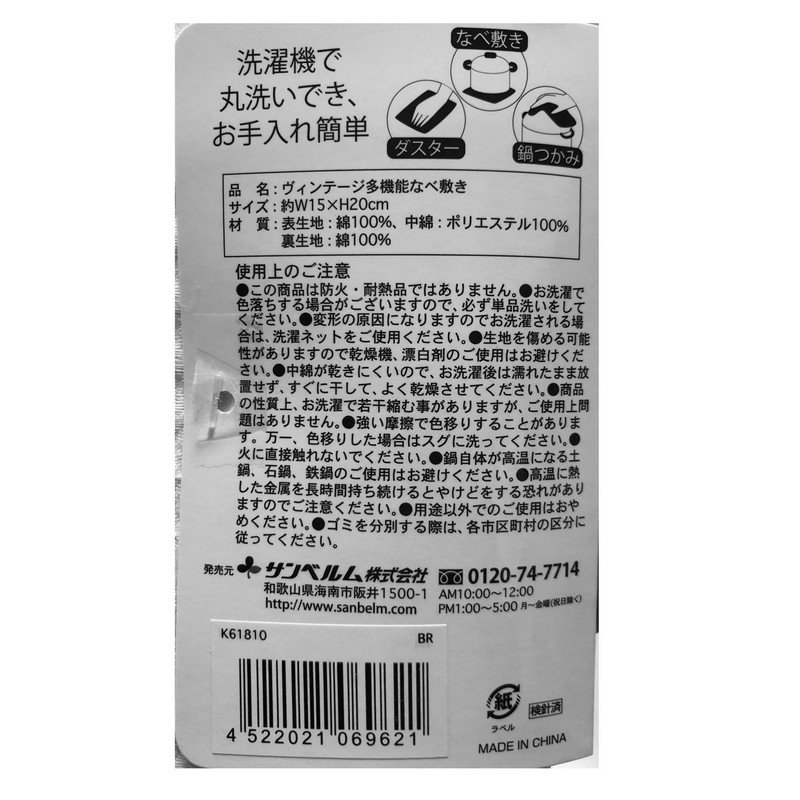 洗濯機で
丸洗いでき、
お手入れ簡単
なべ敷き
ダスター
鍋つかみ
品　名：ヴィンテージ多機能なべ敷き
サイズ：約W15×H20cm
材　質：表生地：綿100%、中綿：ポリエステル100%
裏生地：綿100%
使用上のご注意
●この商品は防火・耐熱品ではありません。●お洗濯で
色落ちする場合がございますので、必ず単品洗いをして
ください。●変形の原因になりますのでお洗濯される場
合は、洗濯ネットをご使用ください。●生地を傷める可能
性がありますので乾燥機、漂白剤のご使用はお避けくだ
さい。●中綿が乾きにくいので、お洗濯後は濡れたまま放
置せず、すぐに干して、よく乾燥させてください。●商品
の性質上、お洗濯で若干縮む事がありますが、ご使用上問
題はありません。●強い摩擦で色移りすることがありま
す。万一、色移りした場合はスグに洗ってください。●
火に直接触れないでください。●鍋自体が高温になる土
鍋、石鍋、鉄鍋のご使用はお避けください。●高温に熱
した金属を長時間持ち続けるとやけどをする恐れがあり
ますのでご注意ください。●用途以外でのご使用はおや
めください。●ゴミを分別する際は、各市区町村の区分に
従ってください。
発売元 サンベルム株式会社 0120-74-7714
和歌山県海南市阪井1500-1 AM10:00〜12:00
http://www.sanbelm.com PM1:00〜5:00 月〜金曜(祝日除く)
K61810 BR
4 522021 069621
紙
ラベル
検針済
MADE IN CHINA